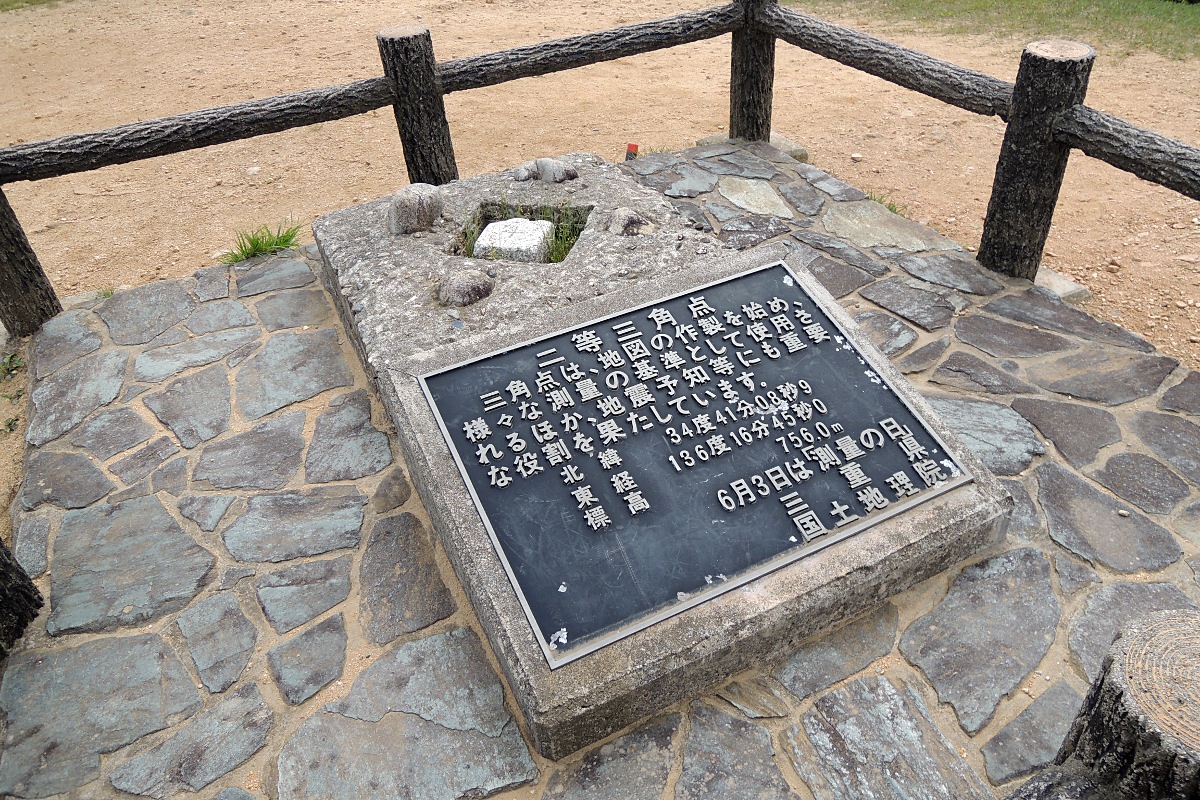 二等三角点
三角点は、地図の作製を始め、
様々な測量の基準として使用さ
れるほか、地震予知等にも重要
な役割を果たしています。
北緯 34度41分08秒9
東経 136度16分45秒0
標高 756.0m
6月3日は“測量の日”
三重県
国土地理院